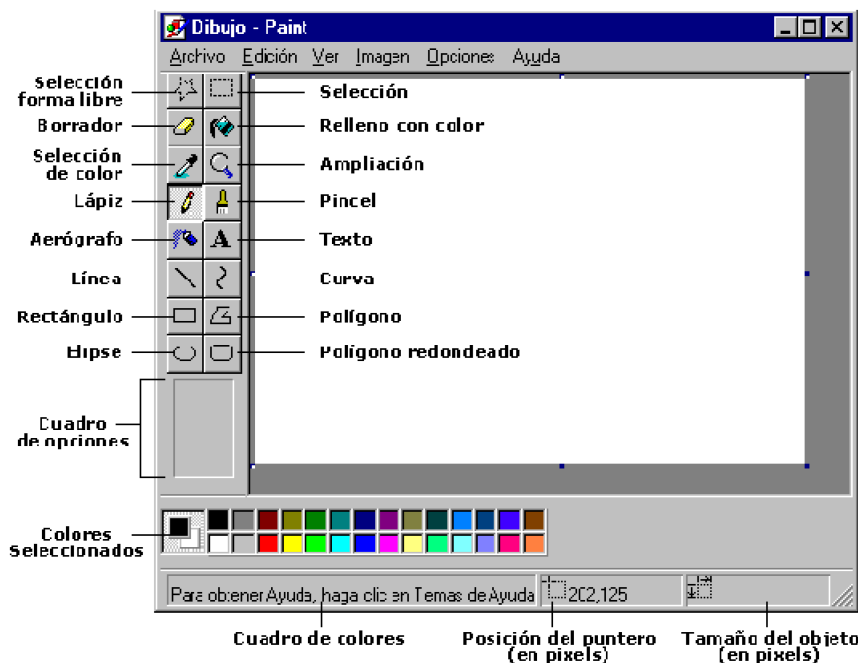 Dibujo - Paint
Archivo Edición Ver Imagen Opciones Ayuda
Selección
forma libre
Selección
Borrador
Relleno con color
Selección
de color
Ampliación
Lápiz
Pincel
Aerógrafo
A
Texto
Línea
Curva
Rectángulo
Polígono
Elipse
Polígono redondeado
Cuadro
de opciones
Colores
Seleccionados
Para obtener Ayuda, haga clic en Temas de Ayuda
202,125
Cuadro de colores
Posición del puntero
(en pixels)
Tamaño del objeto
(en pixels)